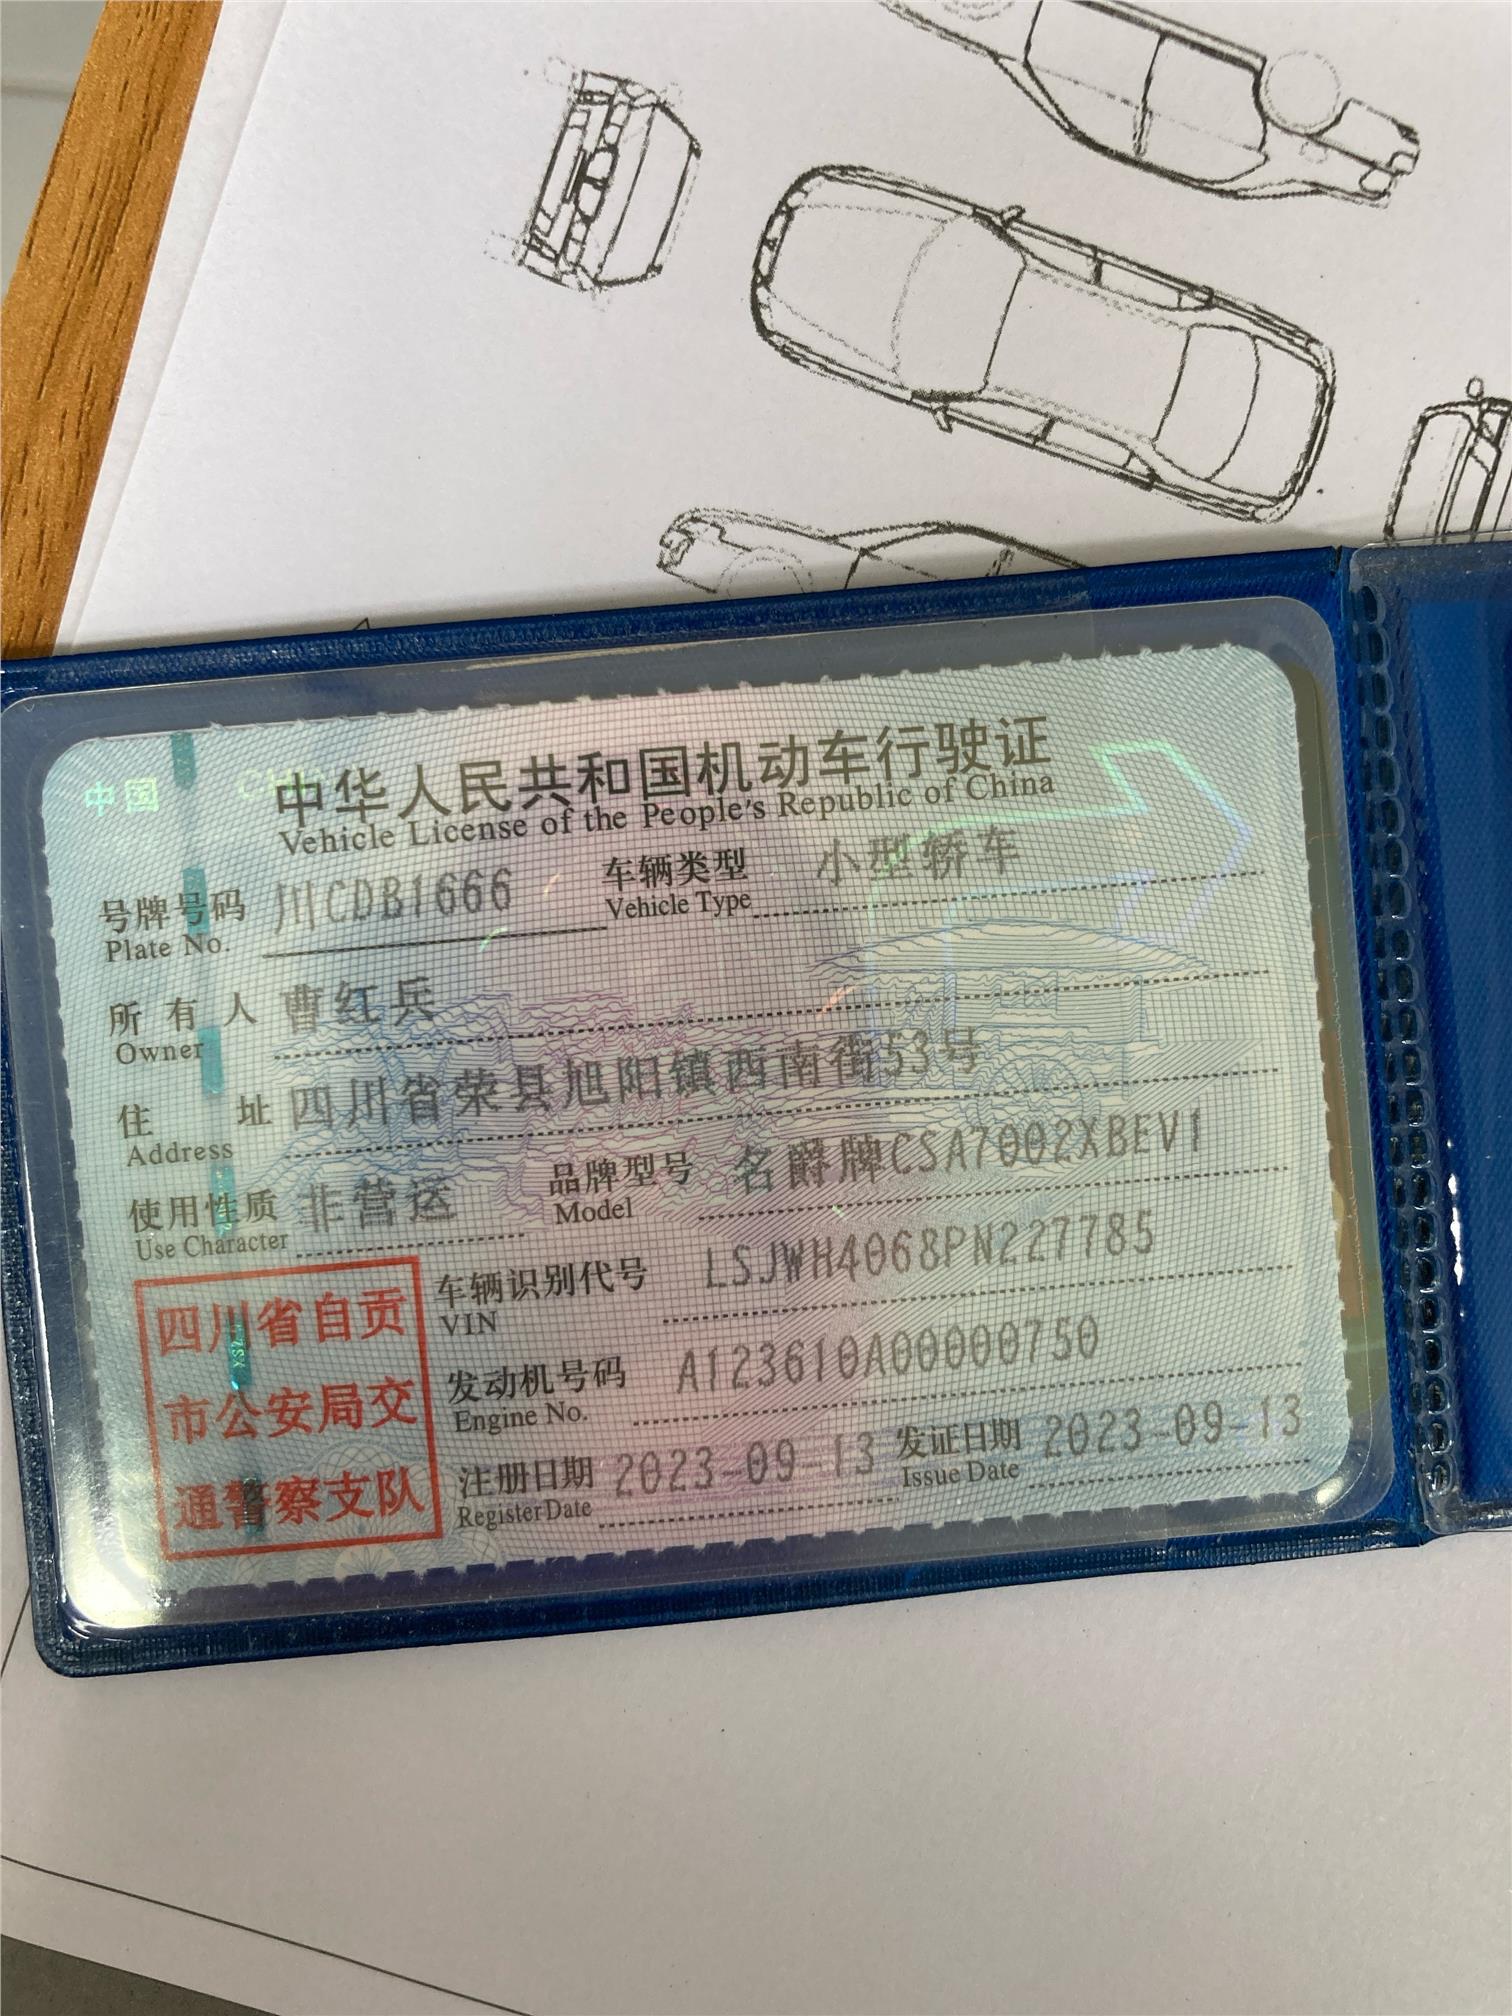 中国
中华人民共和国机动车行驶证
Vehicle License of the People's Republic of China
号牌号码 川CDB1666 车辆类型 小型轿车
Plate No. Vehicle Type
所有人 曹红兵
Owner
住址 四川省荣县旭阳镇西南街53号
Address
使用性质 非营运 品牌型号 名爵牌CSA7002XBEV1
Use Character Model
四川省自贡
市公安局交
通警察支队
车辆识别代号 LSJWH4068PN227785
VIN
发动机号码 A123610A00000750
Engine No.
注册日期 2023-09-13 发证日期 2023-09-13
Register Date Issue Date